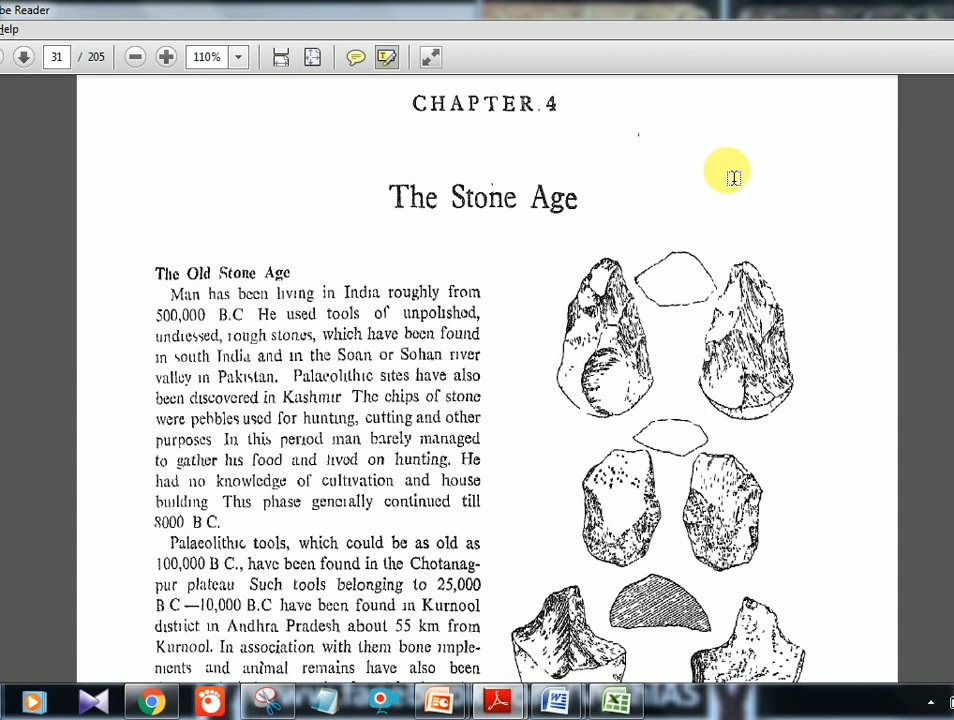 be Reader
Help
31 / 205
110%
CHAPTER 4
The Stone Age
The Old Stone Age
Man has been living in India roughly from
500,000 B.C He used tools of unpolished,
undressed, rough stones, which have been found
in south India and in the Soan or Sohan river
valley in Pakistan. Palaeolithic sites have also
been discovered in Kashmir The chips of stone
were pebbles used for hunting, cutting and other
purposes In this period man barely managed
to gather his food and lived on hunting. He
had no knowledge of cultivation and house
building This phase generally continued till
8000 B C.
Palaeolithic tools, which could be as old as
100,000 B C., have been found in the Chotanag-
pur plateau Such tools belonging to 25,000
B C—10,000 B.C have been found in Kurnool
district in Andhra Pradesh about 55 km from
Kurnool. In association with them bone imple-
ments and animal remains have also been